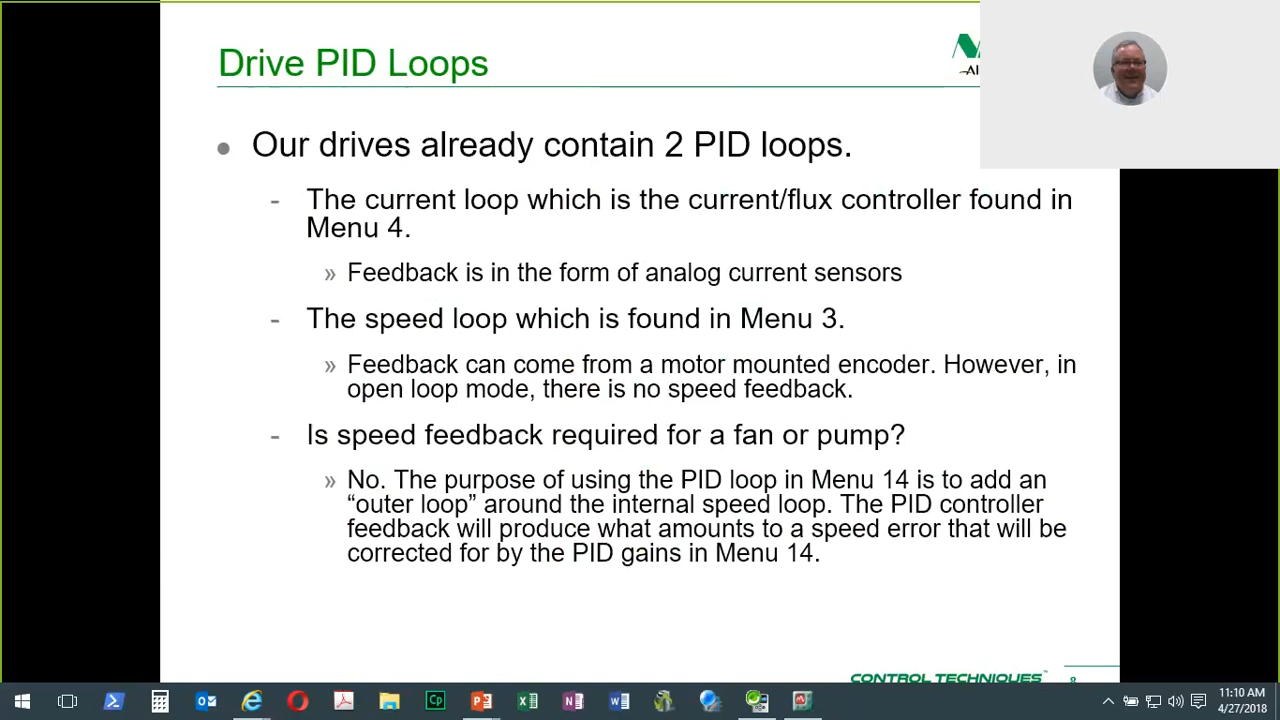 Drive PID Loops
Our drives already contain 2 PID loops.
- The current loop which is the current/flux controller found in
Menu 4.
» Feedback is in the form of analog current sensors
- The speed loop which is found in Menu 3.
» Feedback can come from a motor mounted encoder. However, in
open loop mode, there is no speed feedback.
- Is speed feedback required for a fan or pump?
» No. The purpose of using the PID loop in Menu 14 is to add an
“outer loop” around the internal speed loop. The PID controller
feedback will produce what amounts to a speed error that will be
corrected for by the PID gains in Menu 14.
CONTROL TECHNIQUES™
11:10 AM
4/27/2018